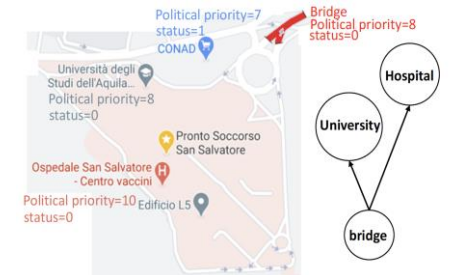 Political priority=7
status=1
CONAD
Bridge
Political priority=8
status=0
Università degli
Studi dell'Aquila...
Political priority=8
status=0
Pronto Soccorso
San Salvatore
Ospedale San Salvatore
- Centro vaccini
Political priority=10
status=0
Edificio L5
Hospital
University
bridge